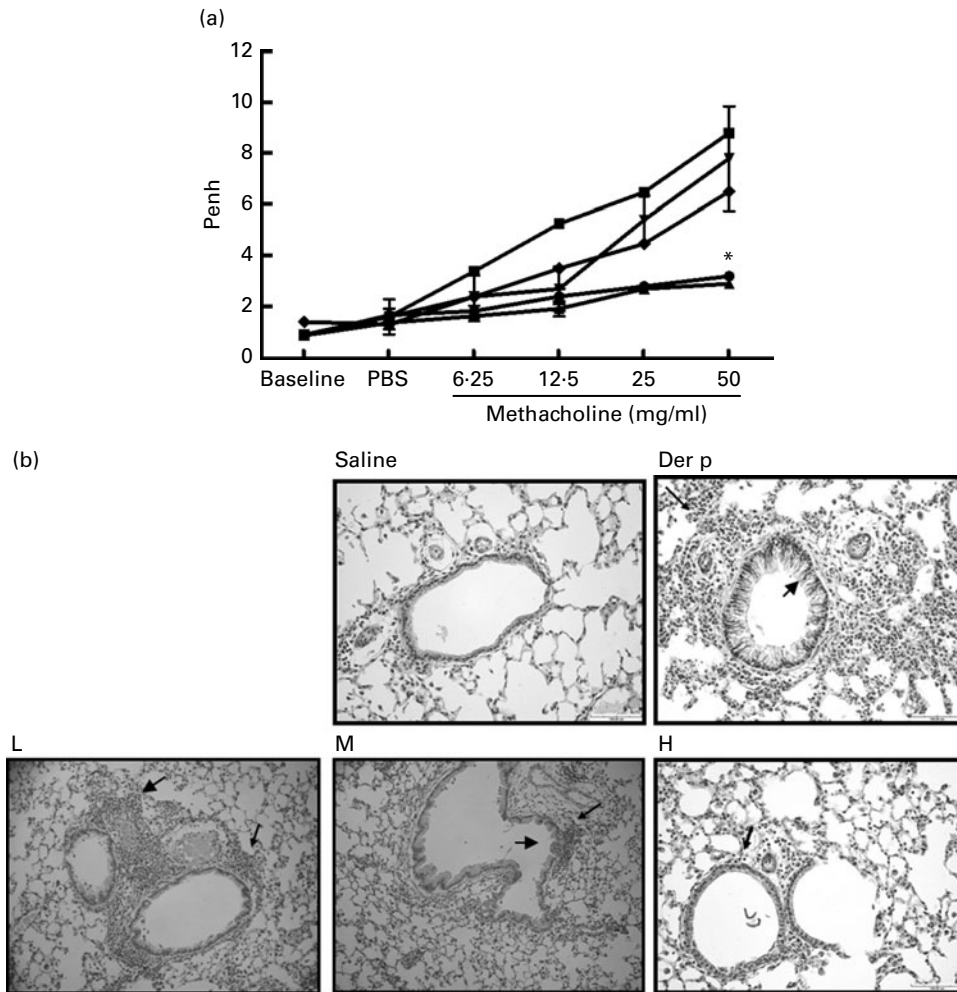 (a)
12
10
8
6
4
2
0
Penh
*
Baseline PBS 6·25 12·5 25 50
Methacholine (mg/ml)
(b)
Saline Der p
L M H